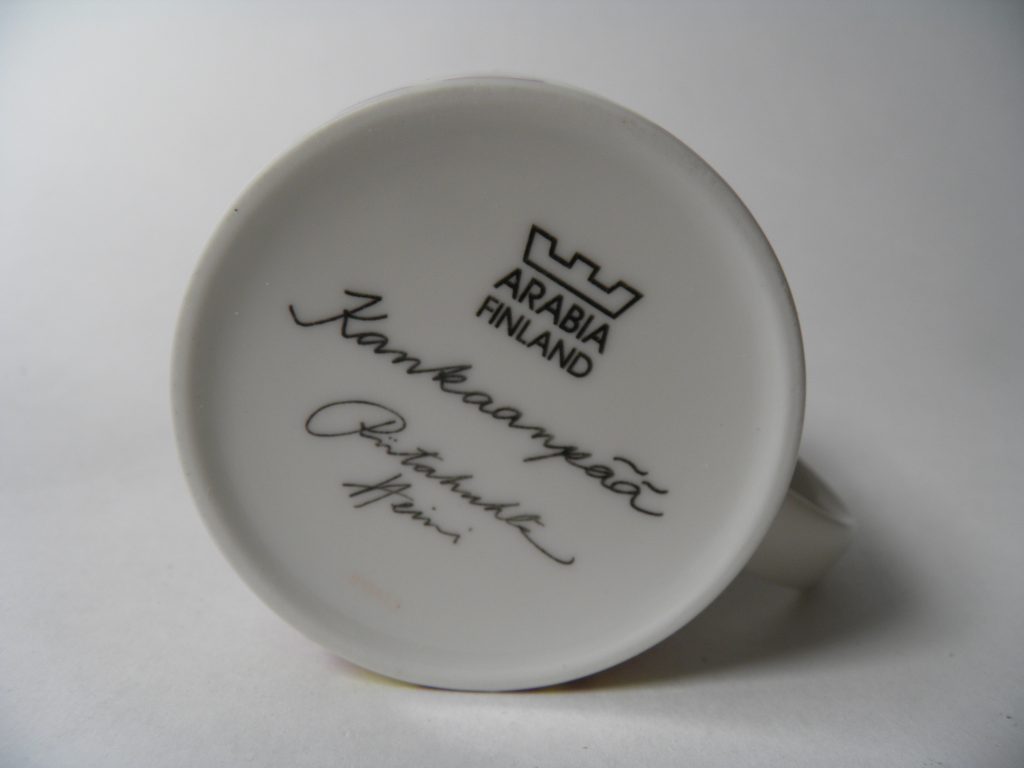 ARABIA
FINLAND
Kankaanpää
Riitahuhta
Heini